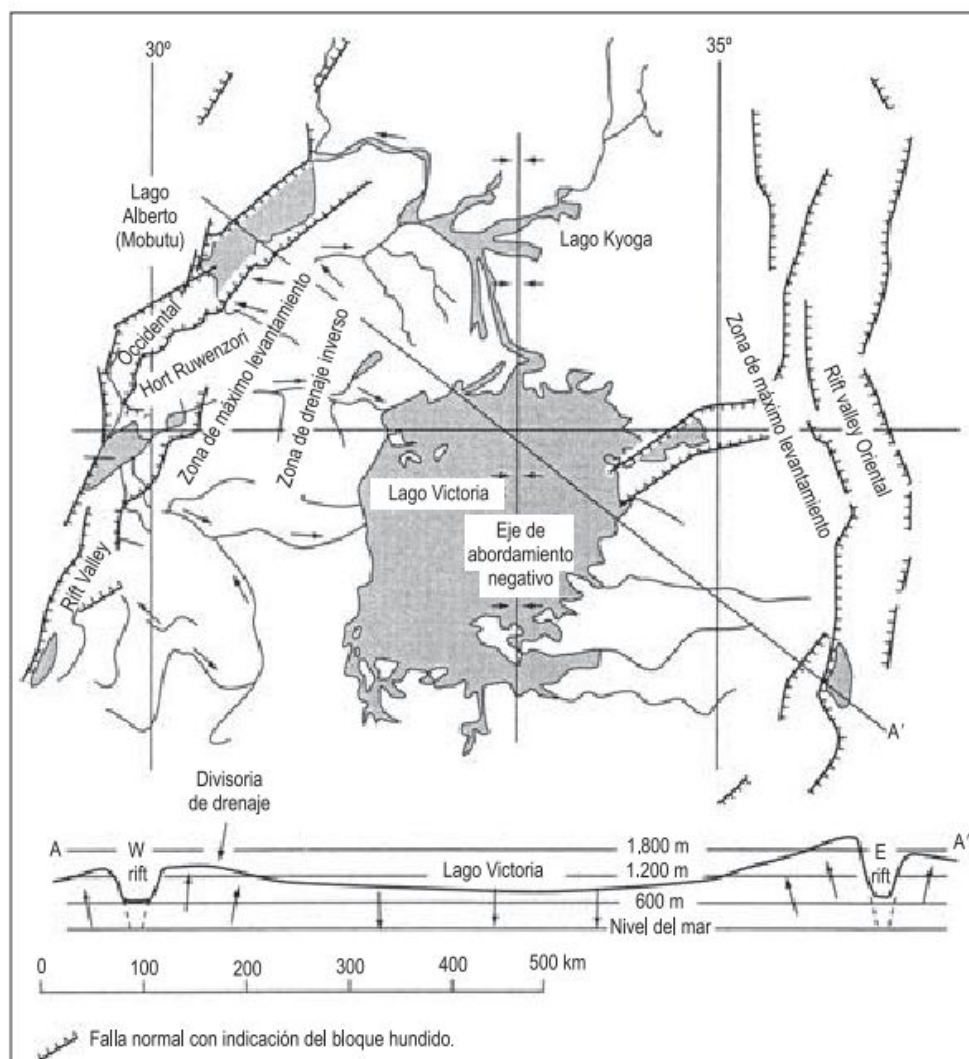 30º
35º
Lago
Alberto
(Mobutu)
Lago Kyoga
Occidental
Hort Ruwenzori
Zona de máximo levantamiento
Zona de drenaje inverso
Zona de máximo levantamiento
Rift valley Oriental
Lago Victoria
Eje de
abordamiento
negativo
Rift Valley
A'
Divisoria
de drenaje
A
W
rift
Lago Victoria
1.800 m
1.200 m
600 m
Nivel del mar
E
rift
A'
0
100
200
300
400
500 km
Falla normal con indicación del bloque hundido.